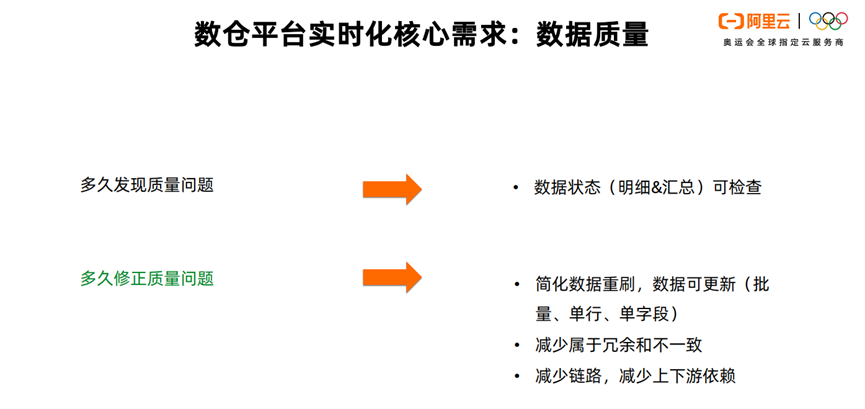 数仓平台实时化核心需求：数据质量
阿里云
奥运会全球指定云服务商
多久发现质量问题
• 数据状态（明细&汇总）可检查
多久修正质量问题
• 简化数据重刷，数据可更新（批
量、单行、单字段）
• 减少属于冗余和不一致
• 减少链路，减少上下游依赖